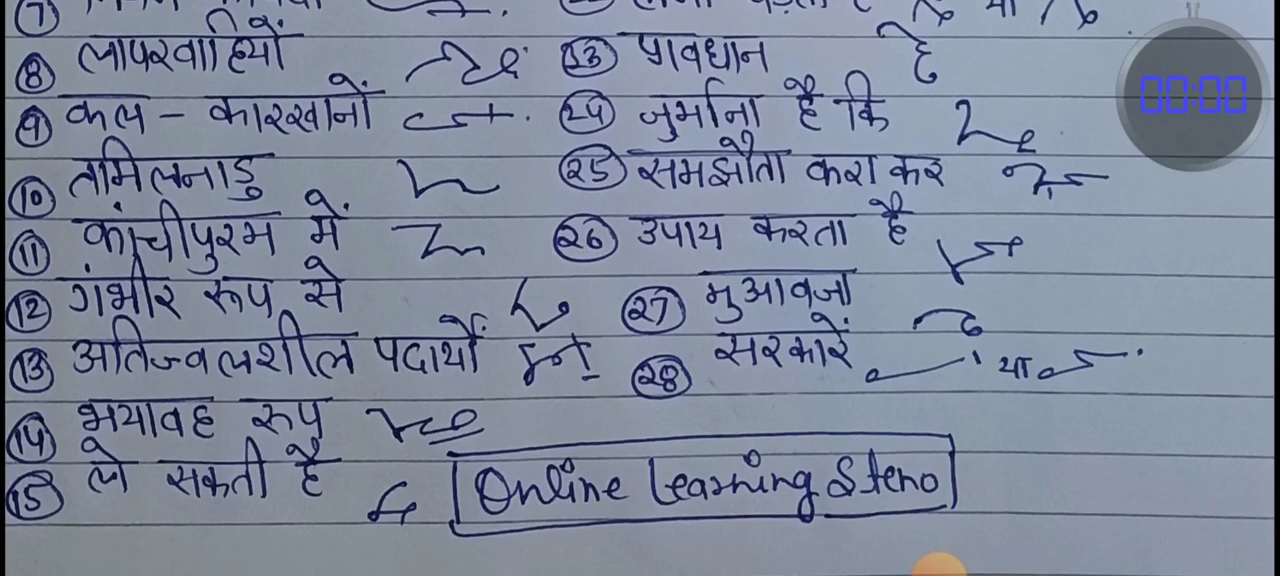 ⑦
⑧ लापरवाहियों
⑨ कल - कारखानों
⑩ तमिलनाडु
⑪ कांचीपुरम में
⑫ गंभीर रूप से
⑬ अतिज्वलशील पदार्थों
⑭ भयावह रूप
⑮ ले सकती है
या
㉓ प्रावधान
㉔ जुर्माना है कि
㉕ समझौता करा कर
㉖ उपाय करता है
㉗ मुआवजा
㉘ सरकारें या
Online Learning Steno
00:00